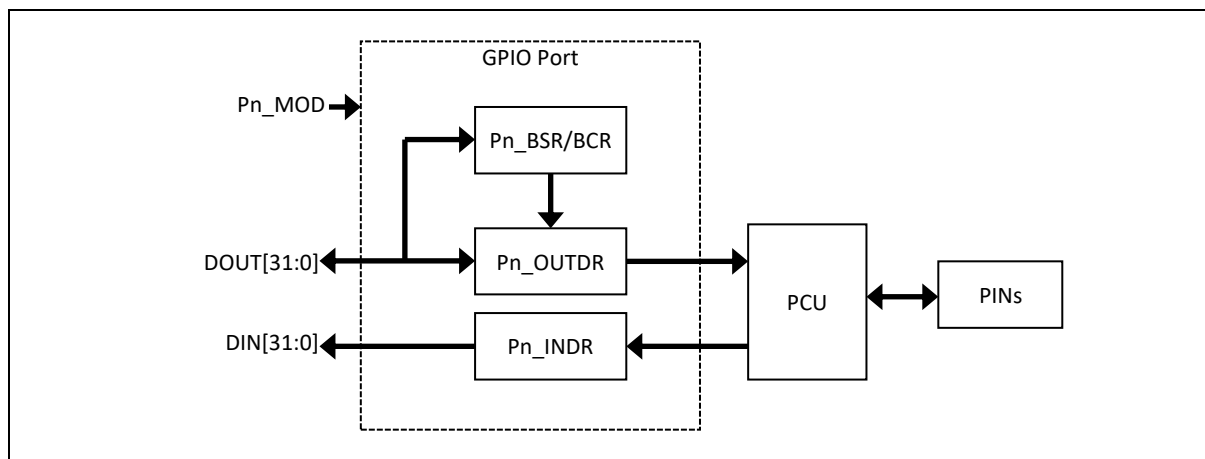 GPIO Port
Pn_MOD
Pn_BSR/BCR
DOUT[31:0]
Pn_OUTDR
PCU
PINs
DIN[31:0]
Pn_INDR